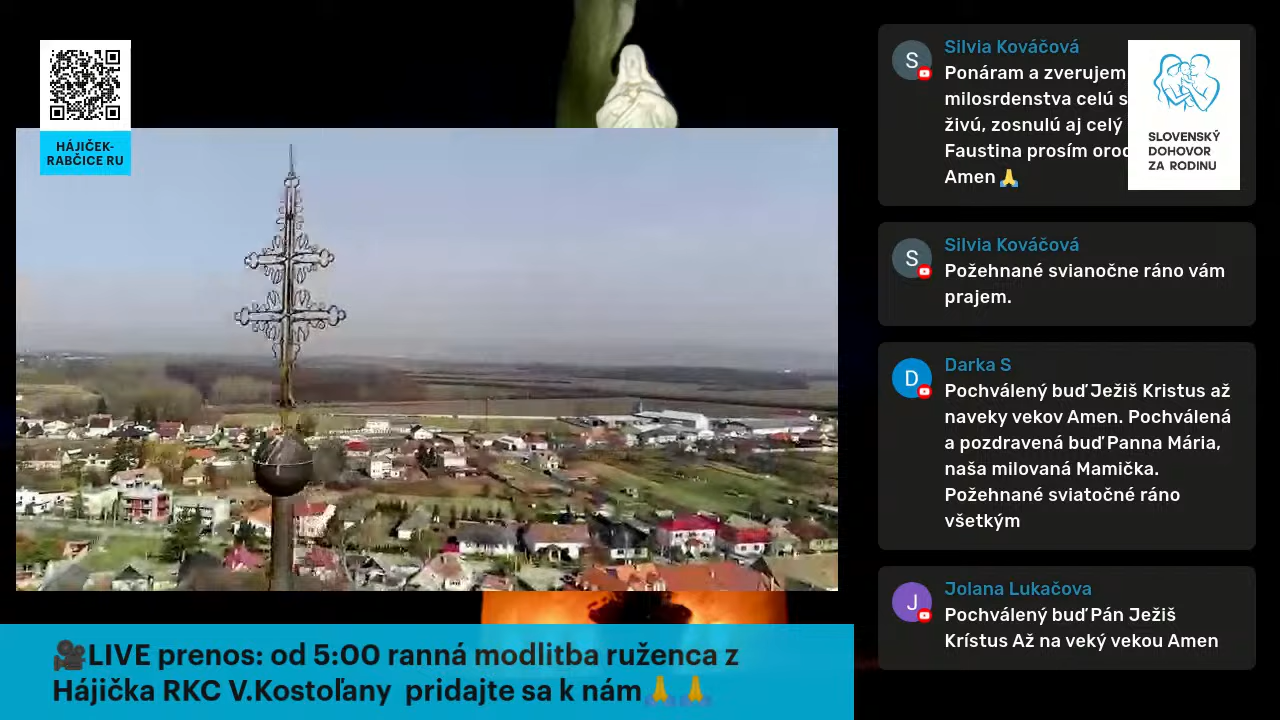 HÁJIČEK-
RABČICE RU
Silvia Kováčová
Ponáram a zverujem
milosrdenstva celú
živú, zosnulú aj celý
Faustina prosím
Amen🙏
SLOVENSKÝ
DOHOVOR
ZA RODINU
S
Silvia Kováčová
Požehnané svianočne ráno vám
prajem.
S
Darka S
Pochválený buď Ježiš Kristus až
naveky vekov Amen. Pochválená
a pozdravená buď Panna Mária,
naša milovaná Mamička.
Požehnané sviatočné ráno
všetkým
D
Jolana Lukačova
Pochválený buď Pán Ježiš
Krístus Až na veký vekou Amen
J
🎥LIVE prenos: od 5:00 ranná modlitba ruženca z
Hájička RKC V.Kostoľany pridajte sa k nám🙏🙏